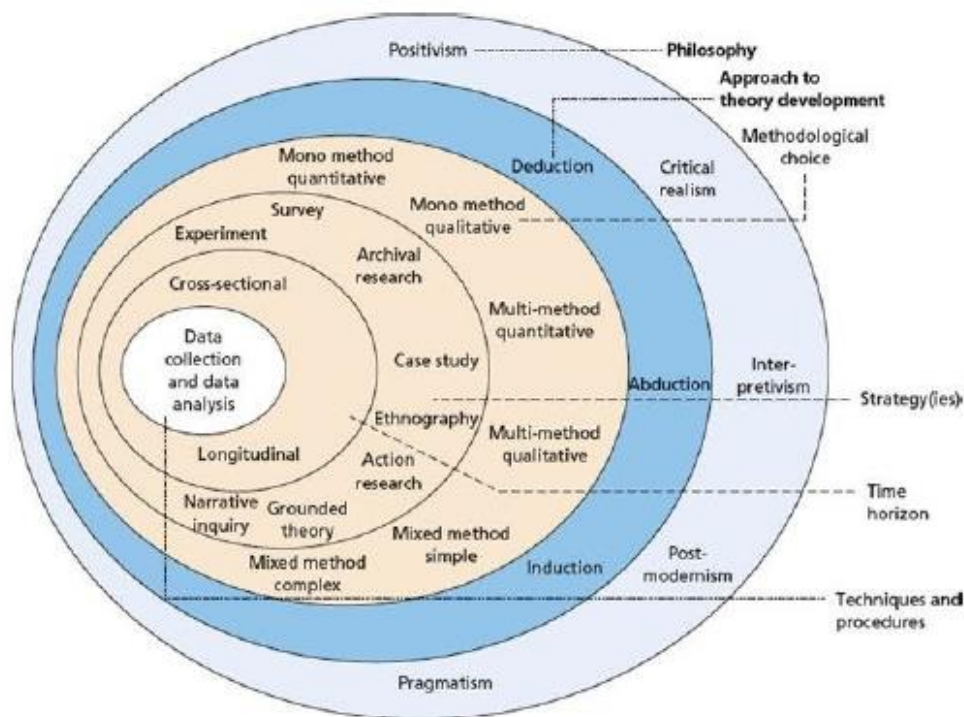 Positivism
Philosophy
Approach to
theory development
Methodological
choice
Mono method
quantitative
Deduction
Critical
realism
Survey
Mono method
qualitative
Experiment
Archival
research
Cross-sectional
Multi-method
quantitative
Data
collection
and data
analysis
Case study
Abduction
Inter-
pretivism
Strategy(ies)
Ethnography
Multi-method
qualitative
Longitudinal
Action
research
Time
horizon
Narrative
inquiry
Grounded
theory
Mixed method
simple
Mixed method
complex
Induction
Post-
modernism
Techniques and
procedures
Pragmatism